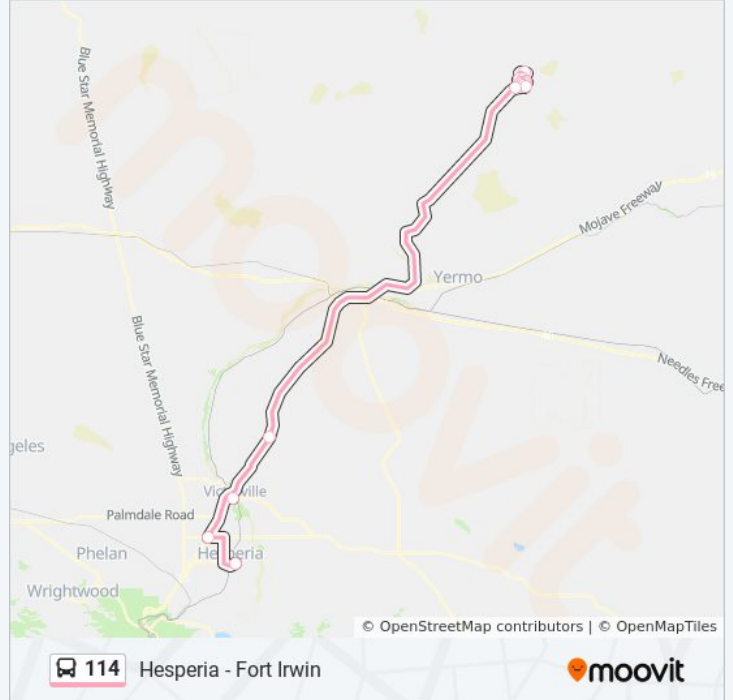 Blue Star Memorial Highway
Mojave Freeway
Yermo
Blue Star Memorial Highway
Needles Free
geles
Victorville
Palmdale Road
Phelan
Hesperia
Wrightwood
© OpenStreetMap contributors | © OpenMapTiles
114 Hesperia - Fort Irwin
moovit
moovit